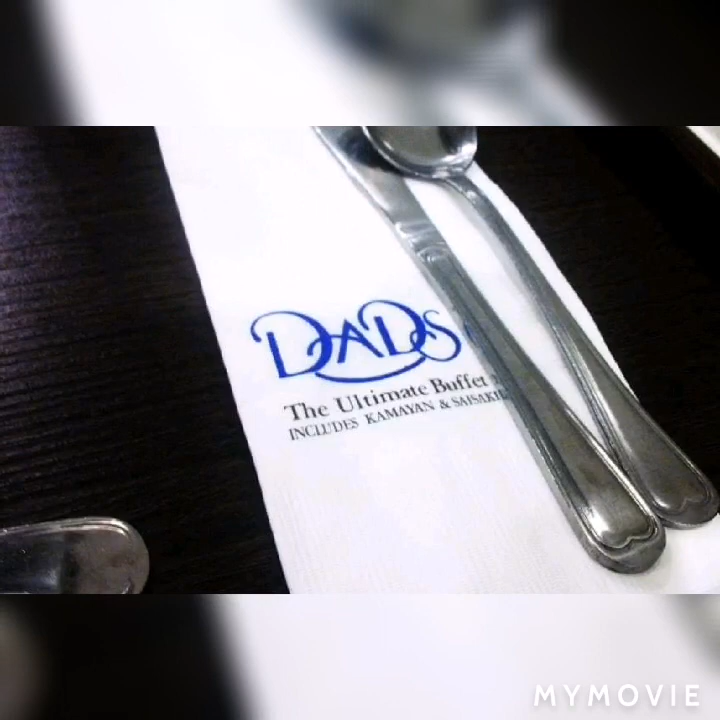 DADS
The Ultimate Buffet
INCLUDES KAMAYAN &
MYMOVIE